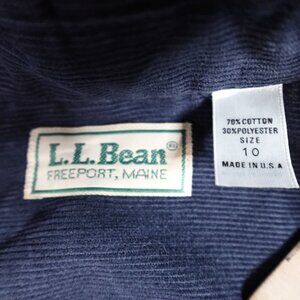 L.L.Bean®
FREEPORT, MAINE
70% COTTON
30% POLYESTER
SIZE
10
MADE IN U.S.A